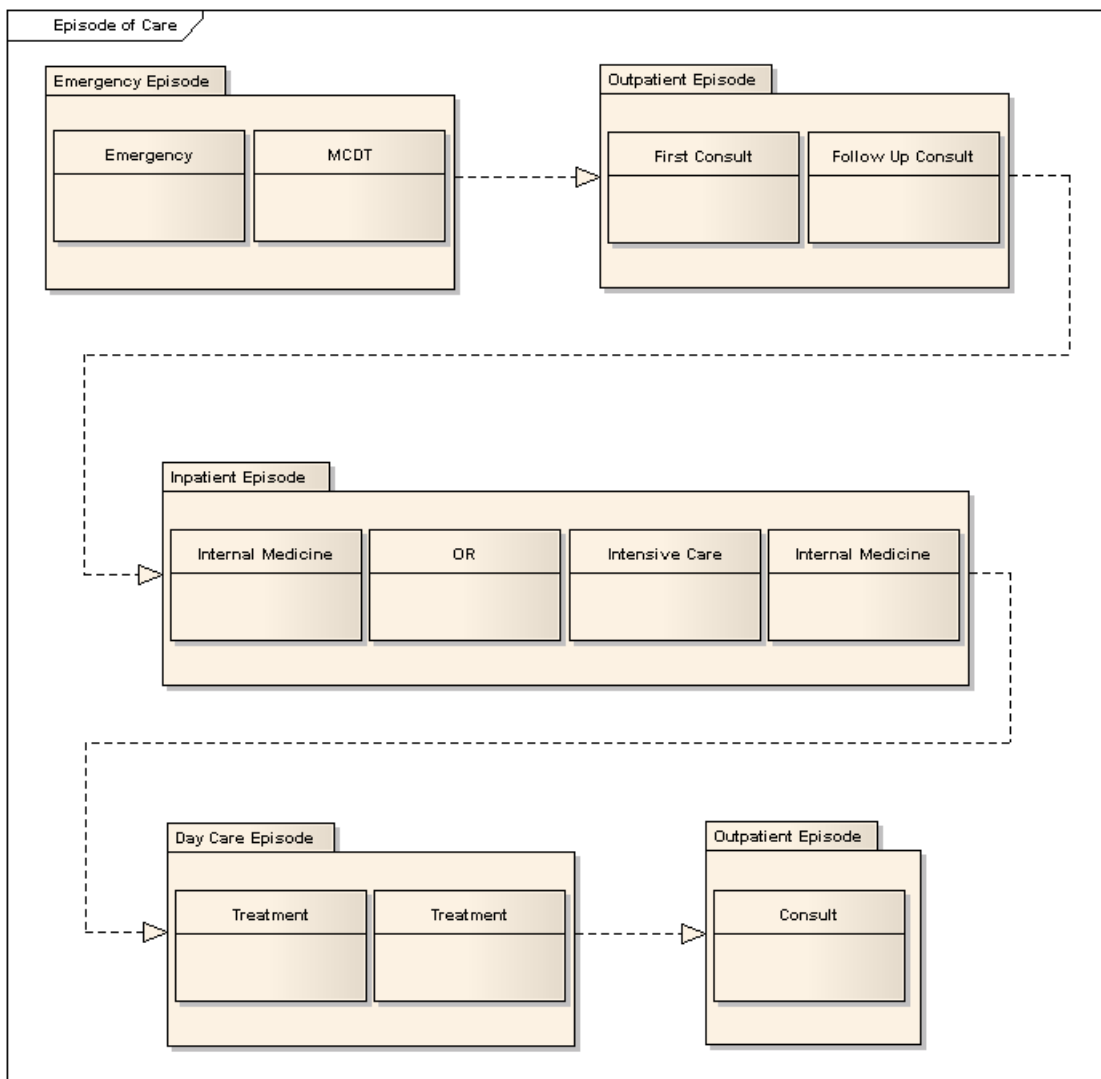 Episode of Care
Emergency Episode
Emergency
MCDT
Outpatient Episode
First Consult
Follow Up Consult
Inpatient Episode
Internal Medicine
OR
Intensive Care
Internal Medicine
Day Care Episode
Treatment
Treatment
Outpatient Episode
Consult